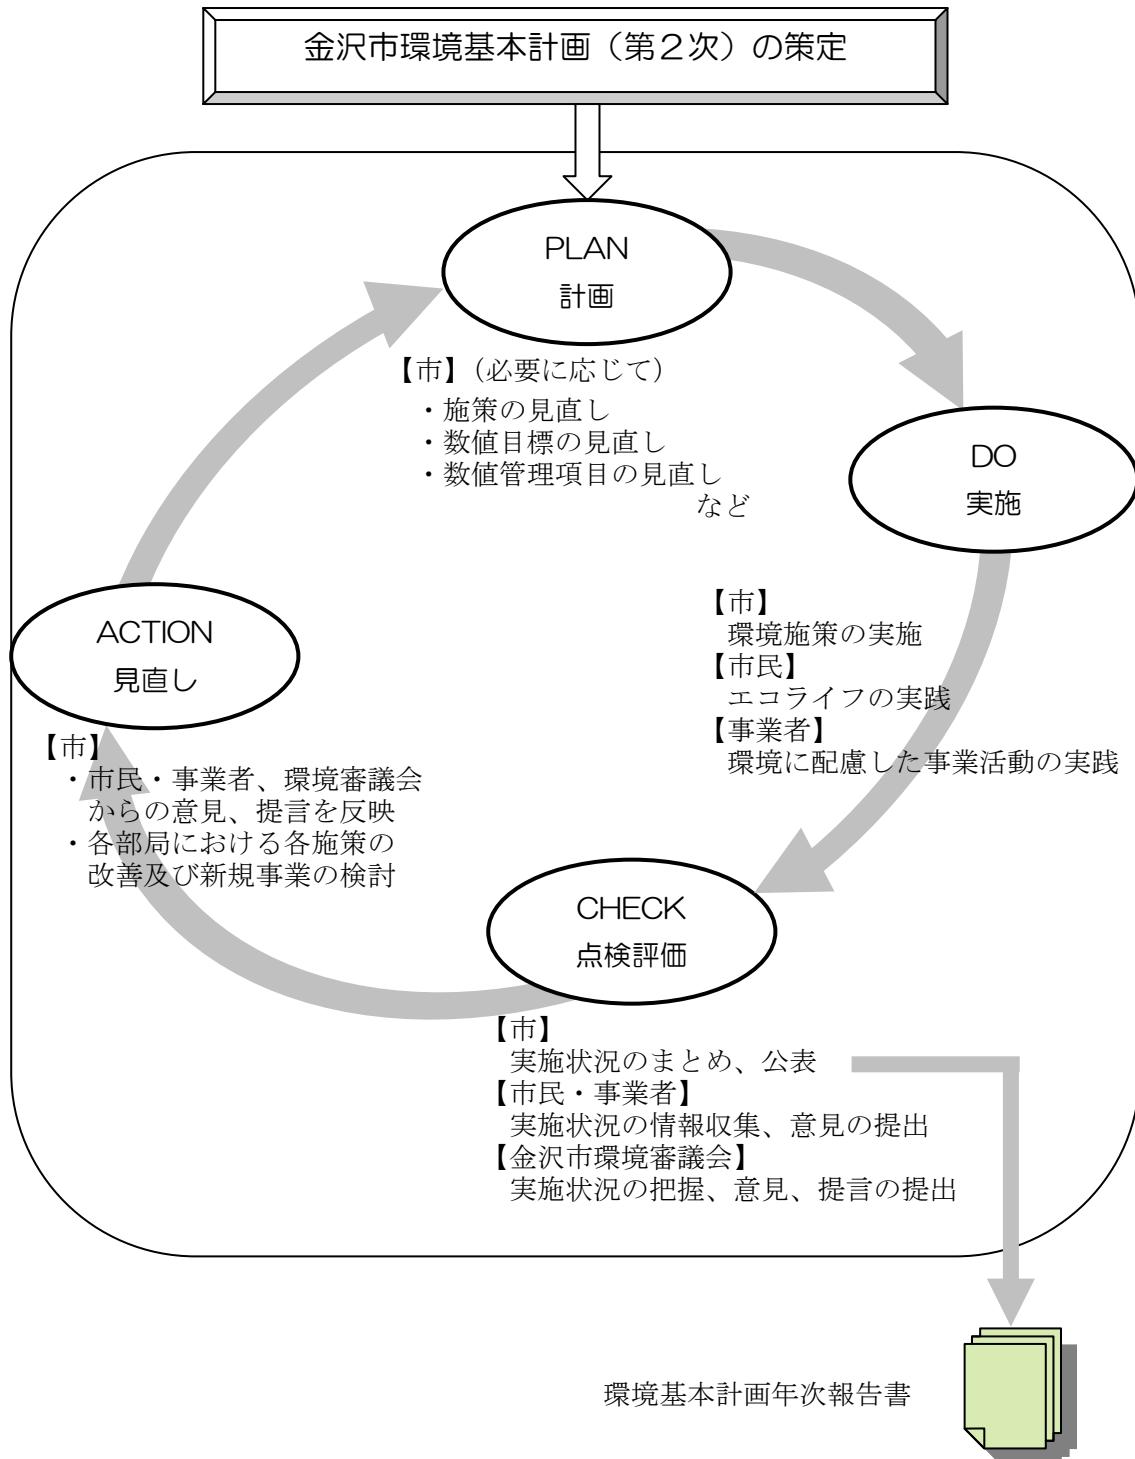 金沢市環境基本計画（第２次）の策定
PLAN
計画
【市】（必要に応じて）
・施策の見直し
・数値目標の見直し
・数値管理項目の見直し
など
DO
実施
【市】
環境施策の実施
【市民】
エコライフの実践
【事業者】
環境に配慮した事業活動の実践
CHECK
点検評価
【市】
実施状況のまとめ、公表
【市民・事業者】
実施状況の情報収集、意見の提出
【金沢市環境審議会】
実施状況の把握、意見、提言の提出
ACTION
見直し
【市】
・市民・事業者、環境審議会
からの意見、提言を反映
・各部局における各施策の
改善及び新規事業の検討
環境基本計画年次報告書